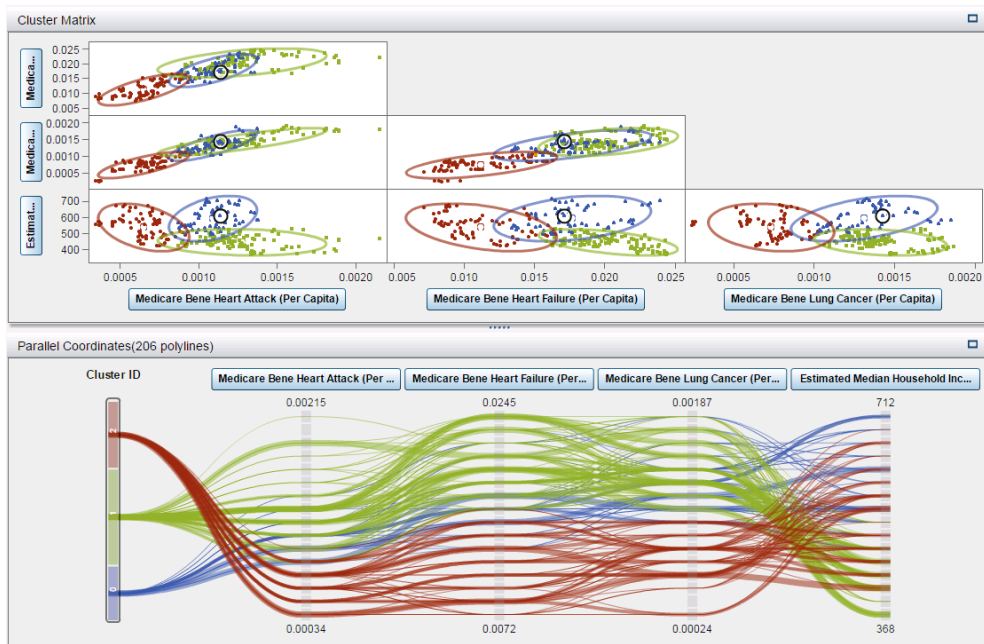 Cluster Matrix
Medica...
0.025
0.020
0.015
0.010
0.005
Medica...
0.0020
0.0015
0.0010
0.0005
Estimat...
700
600
500
400
0.0005 0.0010 0.0015 0.0020 0.005 0.010 0.015 0.020 0.025 0.0005 0.0010 0.0015 0.0020
Medicare Bene Heart Attack (Per Capita) Medicare Bene Heart Failure (Per Capita) Medicare Bene Lung Cancer (Per Capita)
Parallel Coordinates(206 polylines)
Cluster ID Medicare Bene Heart Attack (Per ... Medicare Bene Heart Failure (Per... Medicare Bene Lung Cancer (Per... Estimated Median Household Inc...
0.00215 0.0245 0.00187 712
2
1
0
0.00034 0.0072 0.00024 368